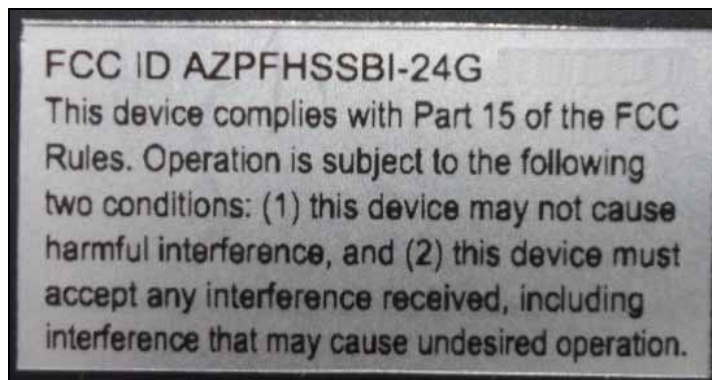 FCC ID AZPFHSSBI-24G
This device complies with Part 15 of the FCC
Rules. Operation is subject to the following
two conditions: (1) this device may not cause
harmful interference, and (2) this device must
accept any interference received, including
interference that may cause undesired operation.